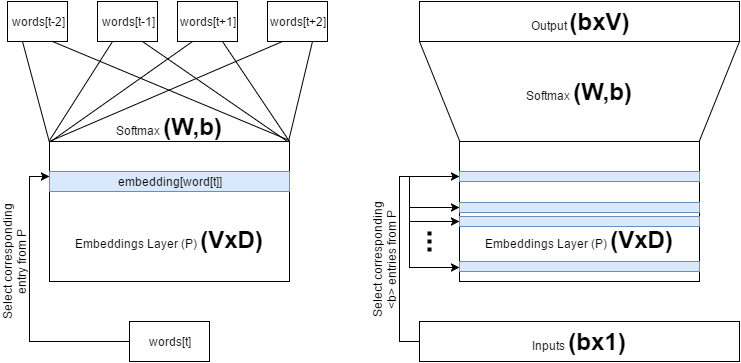 words[t-2]
words[t-1]
words[t+1]
words[t+2]
Softmax (W,b)
embedding[word[t]]
Embeddings Layer (P) (VxD)
Select corresponding
entry from P
words[t]
Output (bxV)
Softmax (W,b)
Embeddings Layer (P) (VxD)
Select corresponding
<b> entries from P
...
Inputs (bx1)